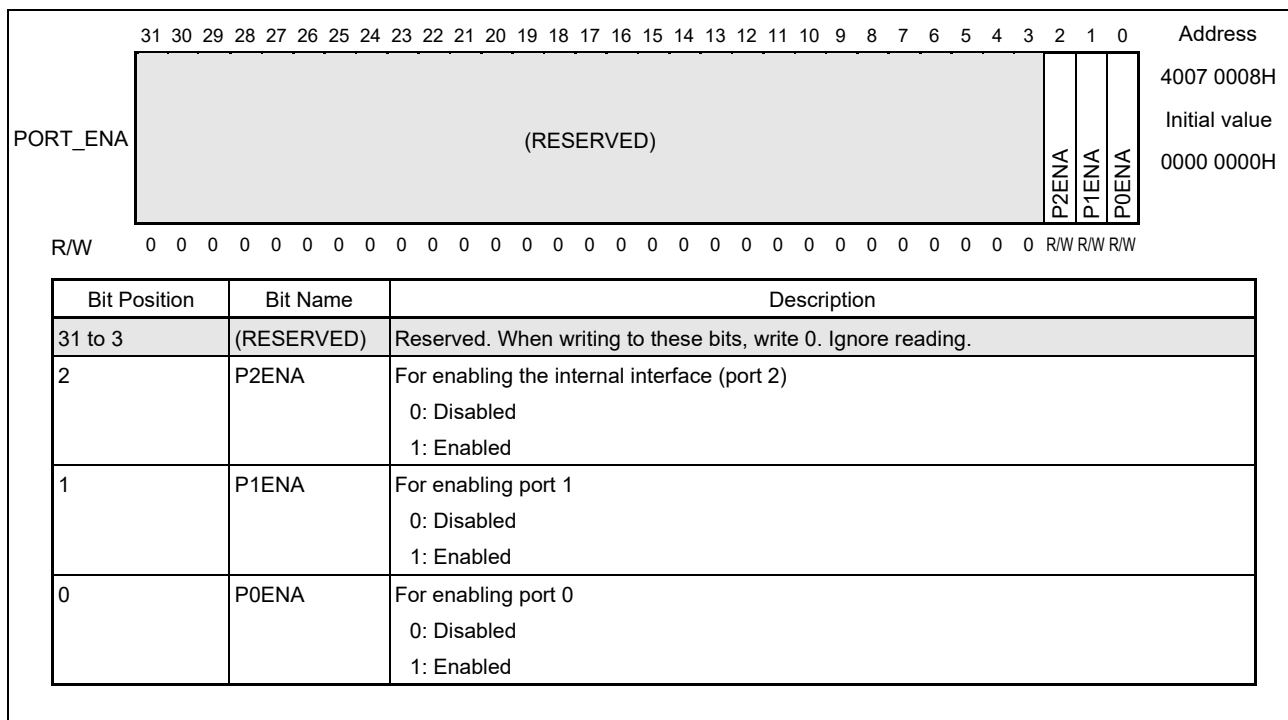 31 30 29 28 27 26 25 24 23 22 21 20 19 18 17 16 15 14 13 12 11 10 9 8 7 6 5 4 3 2 1 0 Address
4007 0008H
Initial value
PORT_ENA (RESERVED) P2ENA P1ENA P0ENA 0000 0000H
R/W 0 0 0 0 0 0 0 0 0 0 0 0 0 0 0 0 0 0 0 0 0 0 0 0 0 0 0 0 0 R/W R/W R/W
Bit Position Bit Name Description
31 to 3 (RESERVED) Reserved. When writing to these bits, write 0. Ignore reading.
2 P2ENA For enabling the internal interface (port 2)
0: Disabled
1: Enabled
1 P1ENA For enabling port 1
0: Disabled
1: Enabled
0 P0ENA For enabling port 0
0: Disabled
1: Enabled